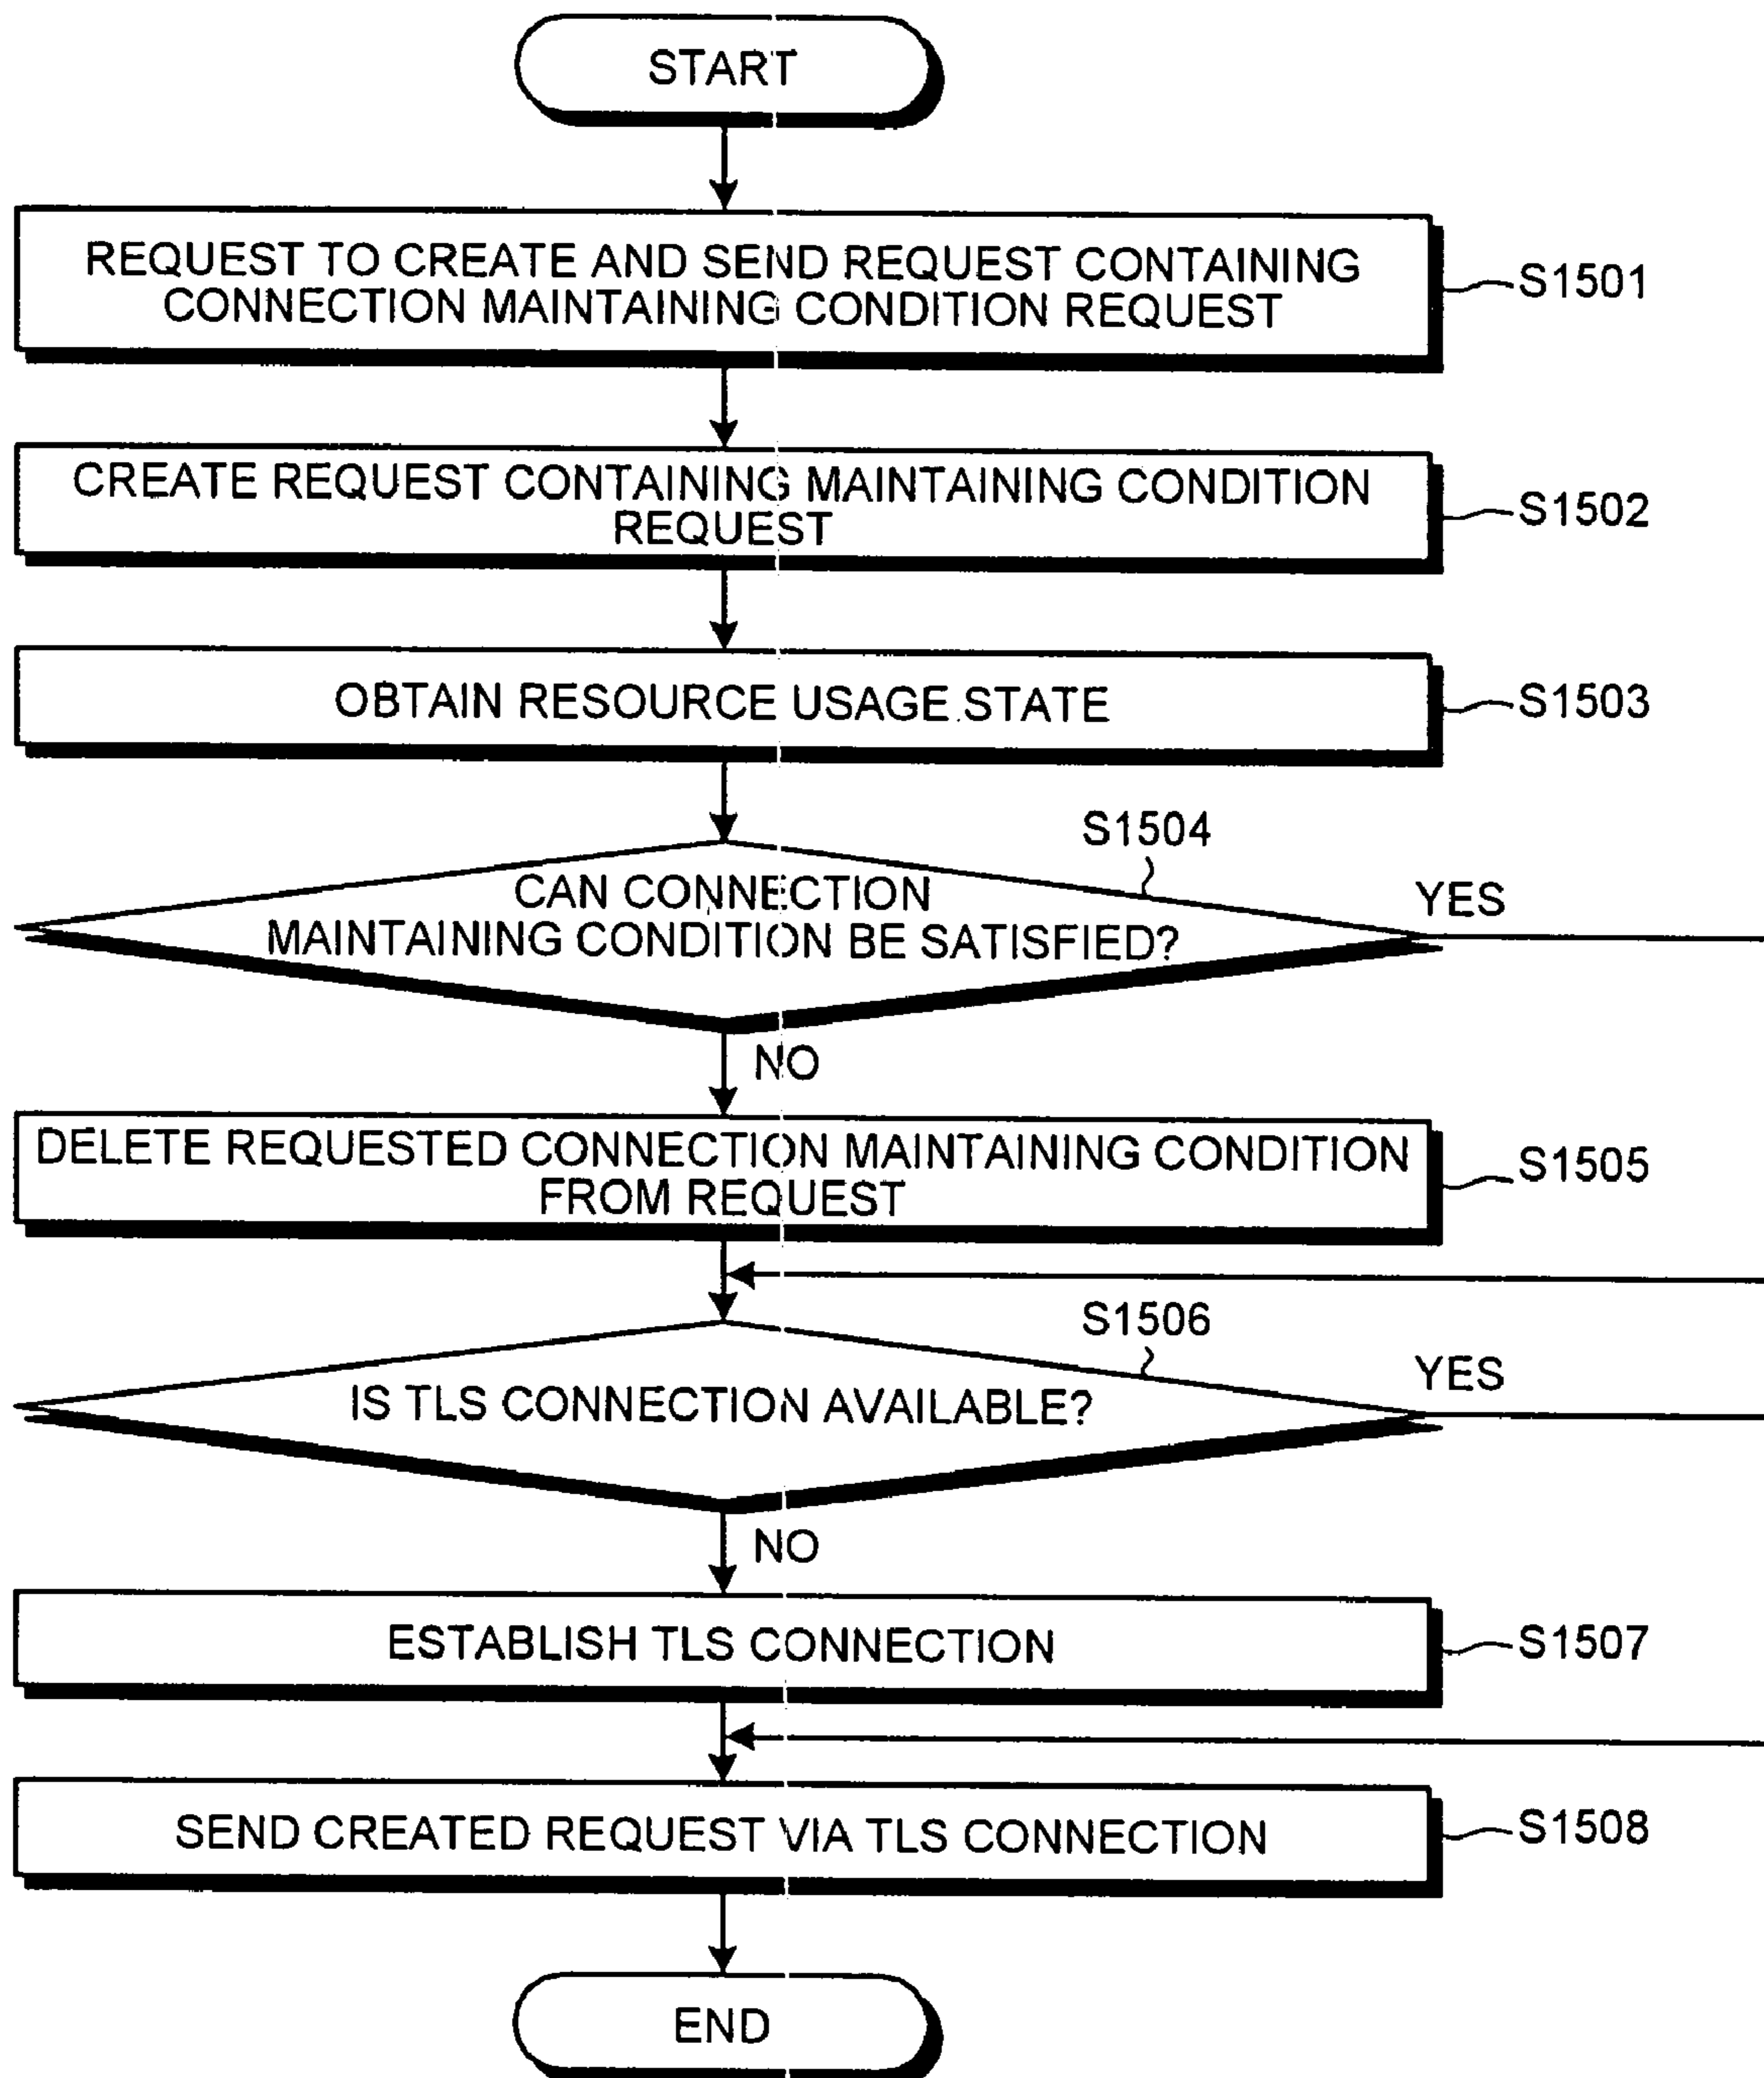 START
REQUEST TO CREATE AND SEND REQUEST CONTAINING
CONNECTION MAINTAINING CONDITION REQUEST
S1501
CREATE REQUEST CONTAINING MAINTAINING CONDITION
REQUEST
S1502
OBTAIN RESOURCE USAGE STATE
S1503
S1504
CAN CONNECTION
MAINTAINING CONDITION BE SATISFIED?
YES
NO
DELETE REQUESTED CONNECTION MAINTAINING CONDITION
FROM REQUEST
S1505
S1506
IS TLS CONNECTION AVAILABLE?
YES
NO
ESTABLISH TLS CONNECTION
S1507
SEND CREATED REQUEST VIA TLS CONNECTION
S1508
END